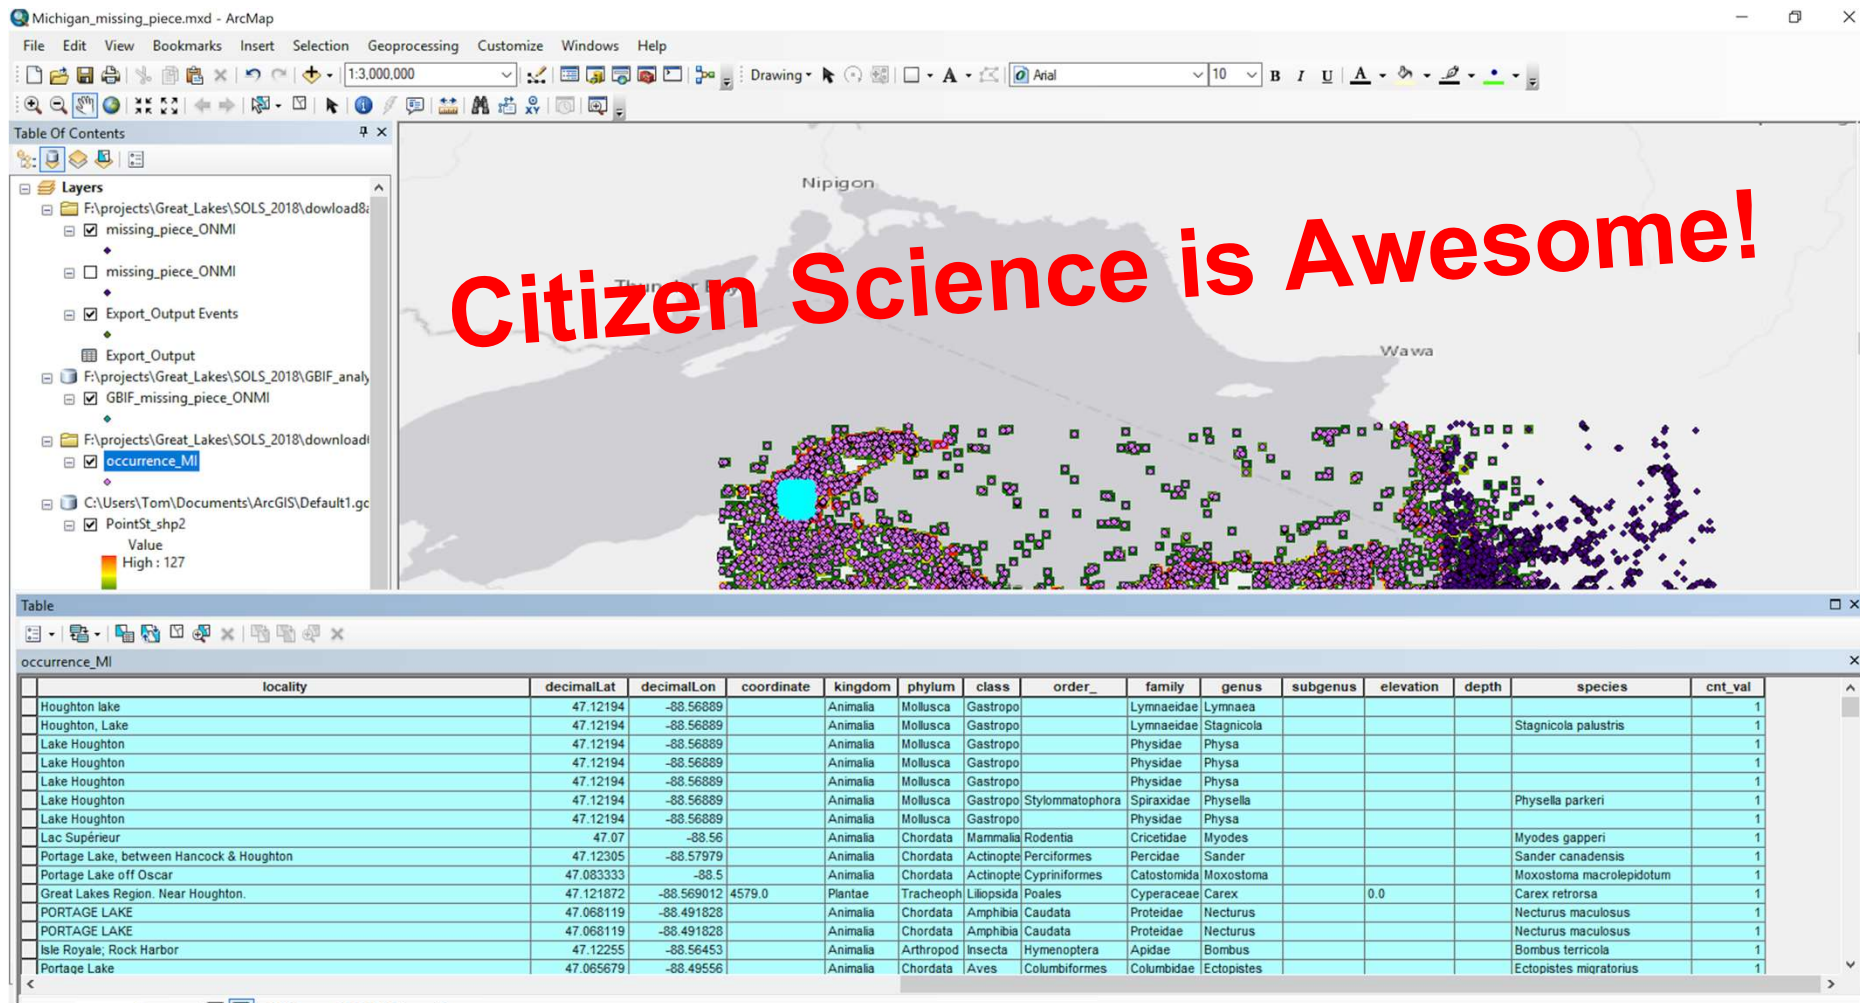 Michigan_missing_piece.mxd - ArcMap
File Edit View Bookmarks Insert Selection Geoprocessing Customize Windows Help
1:3,000,000 Drawing Arial 10 B I U A
Table Of Contents
Layers
F:\projects\Great_Lakes\SOLS_2018\dowload8
missing_piece_ONMI
missing_piece_ONMI
Export_Output Events
Export_Output
F:\projects\Great_Lakes\SOLS_2018\GBIF_analy
GBIF_missing_piece_ONMI
F:\projects\Great_Lakes\SOLS_2018\download
occurrence_MI
C:\Users\Tom\Documents\ArcGIS\Default1.gd
PointSt_shp2
Value
High : 127
Nipigon
Citizen Science is Awesome!
Thunder Bay
Wawa
Table
occurrence_MI
locality decimalLat decimalLon coordinate kingdom phylum class order_ family genus subgenus elevation depth species cnt_val
Houghton lake 47.12194 -88.56889 Animalia Mollusca Gastropo Lymnaeidae Lymnaea 1
Houghton, Lake 47.12194 -88.56889 Animalia Mollusca Gastropo Lymnaeidae Stagnicola Stagnicola palustris 1
Lake Houghton 47.12194 -88.56889 Animalia Mollusca Gastropo Physidae Physa 1
Lake Houghton 47.12194 -88.56889 Animalia Mollusca Gastropo Physidae Physa 1
Lake Houghton 47.12194 -88.56889 Animalia Mollusca Gastropo Physidae Physa 1
Lake Houghton 47.12194 -88.56889 Animalia Mollusca Gastropo Stylommatophora Spiraxidae Physella Physella parkeri 1
Lake Houghton 47.12194 -88.56889 Animalia Mollusca Gastropo Physidae Physa 1
Lac Supérieur 47.07 -88.56 Animalia Chordata Mammalia Rodentia Cricetidae Myodes Myodes gapperi 1
Portage Lake, between Hancock & Houghton 47.12305 -88.57979 Animalia Chordata Actinopte Perciformes Percidae Sander Sander canadensis 1
Portage Lake off Oscar 47.083333 -88.5 Animalia Chordata Actinopte Cypriniformes Catostomida Moxostoma Moxostoma macrolepidotum 1
Great Lakes Region. Near Houghton. 47.121872 -88.569012 4579.0 Plantae Tracheoph Liliopsida Poales Cyperaceae Carex 0.0 Carex retrorsa 1
PORTAGE LAKE 47.068119 -88.491828 Animalia Chordata Amphibia Caudata Proteidae Necturus Necturus maculosus 1
PORTAGE LAKE 47.068119 -88.491828 Animalia Chordata Amphibia Caudata Proteidae Necturus Necturus maculosus 1
Isle Royale; Rock Harbor 47.12255 -88.56453 Animalia Arthropod Insecta Hymenoptera Apidae Bombus Bombus terricola 1
Portage Lake 47.065679 -88.49556 Animalia Chordata Aves Columbiformes Columbidae Ectopistes Ectopistes migratorius 1